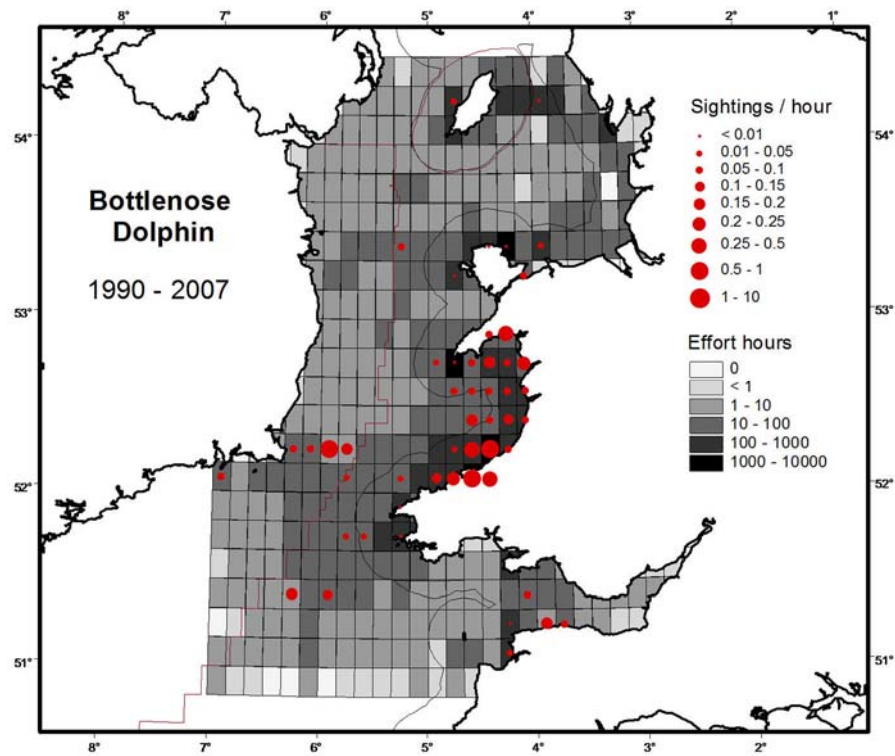 8° 7° 6° 5° 4° 3° 2° 1°
54°
53°
52°
51°
Bottlenose
Dolphin
1990 - 2007
Sightings / hour
< 0.01
0.01 - 0.05
0.05 - 0.1
0.1 - 0.15
0.15 - 0.2
0.2 - 0.25
0.25 - 0.5
0.5 - 1
1 - 10
Effort hours
0
< 1
1 - 10
10 - 100
100 - 1000
1000 - 10000
54°
53°
52°
51°
8° 7° 6° 5° 4° 3° 2° 1°